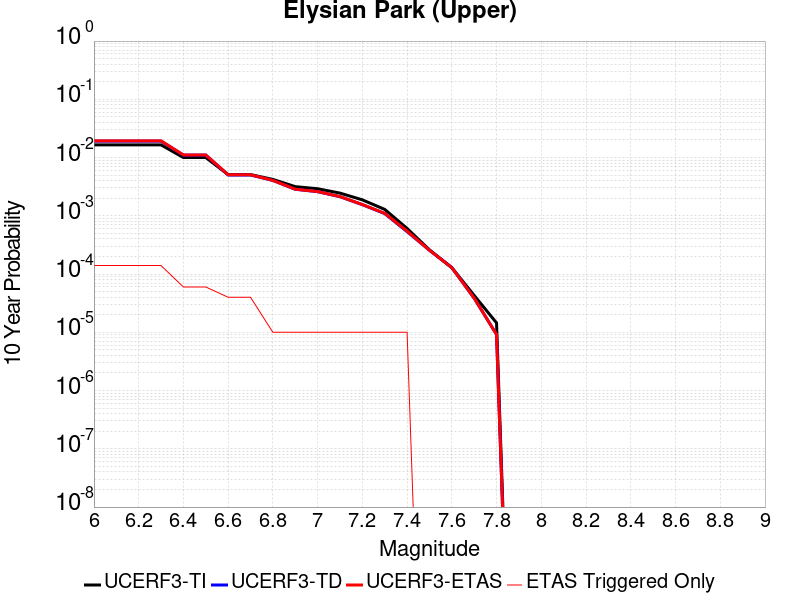 Elysian Park (Upper)
10 0
10 -1
10 -2
10 -3
10 -4
10 -5
10 -6
10 -7
10 -8
10 Year Probability
6 6.2 6.4 6.6 6.8 7 7.2 7.4 7.6 7.8 8 8.2 8.4 8.6 8.8 9
Magnitude
UCERF3-TI UCERF3-TD UCERF3-ETAS ETAS Triggered Only